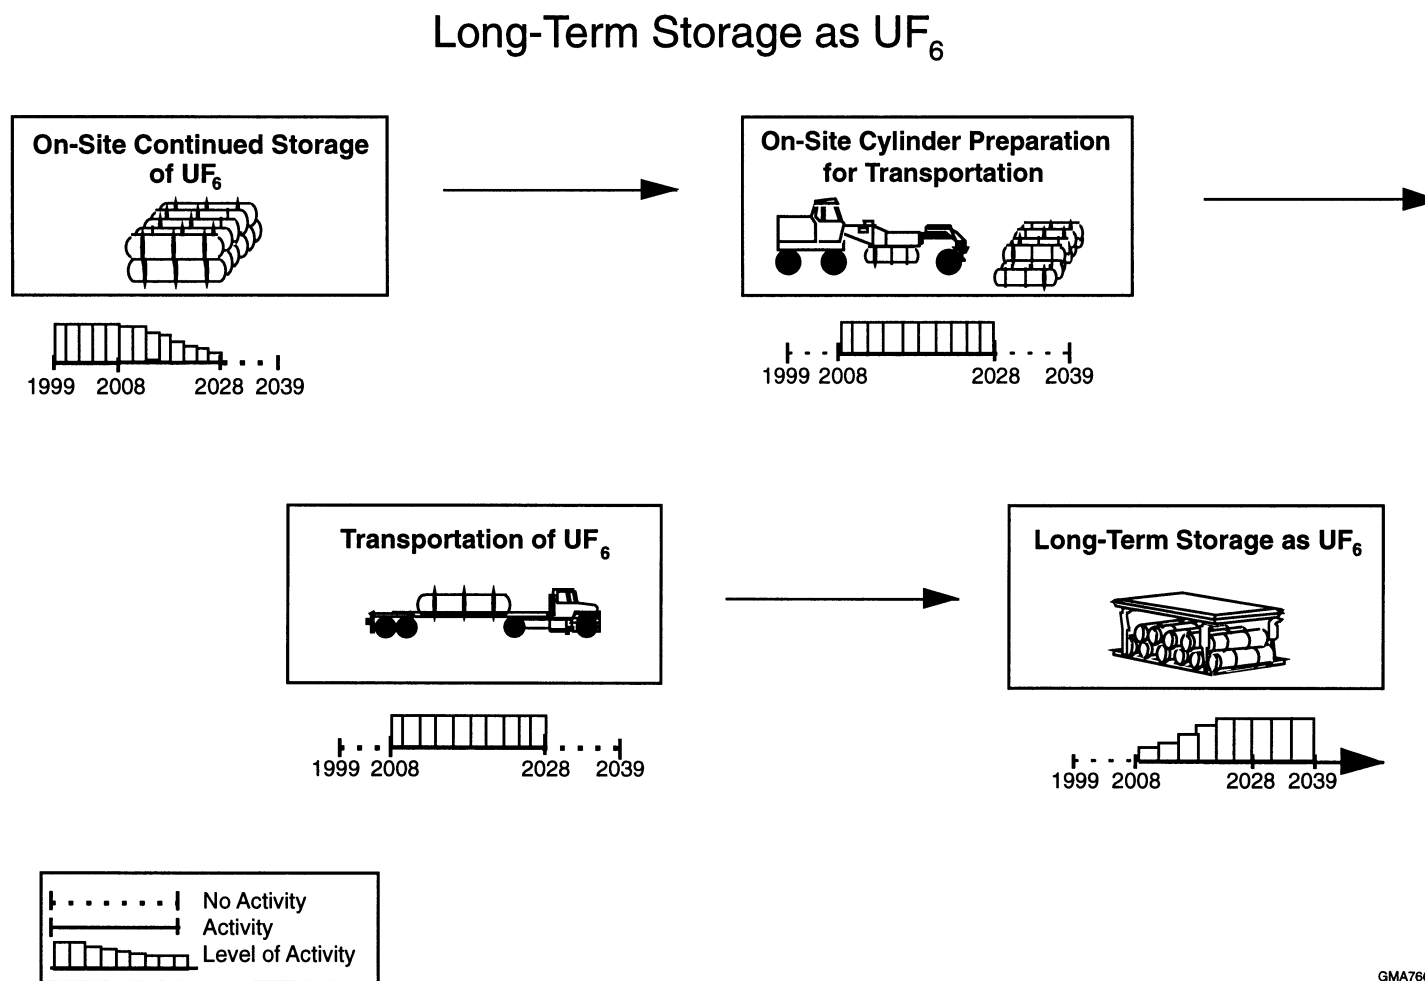 Long-Term Storage as UF6
On-Site Continued Storage
of UF6
On-Site Cylinder Preparation
for Transportation
1999 2008 2028 2039
1999 2008 2028 2039
Transportation of UF6
Long-Term Storage as UF6
1999 2008 2028 2039
1999 2008 2028 2039
No Activity
Activity
Level of Activity